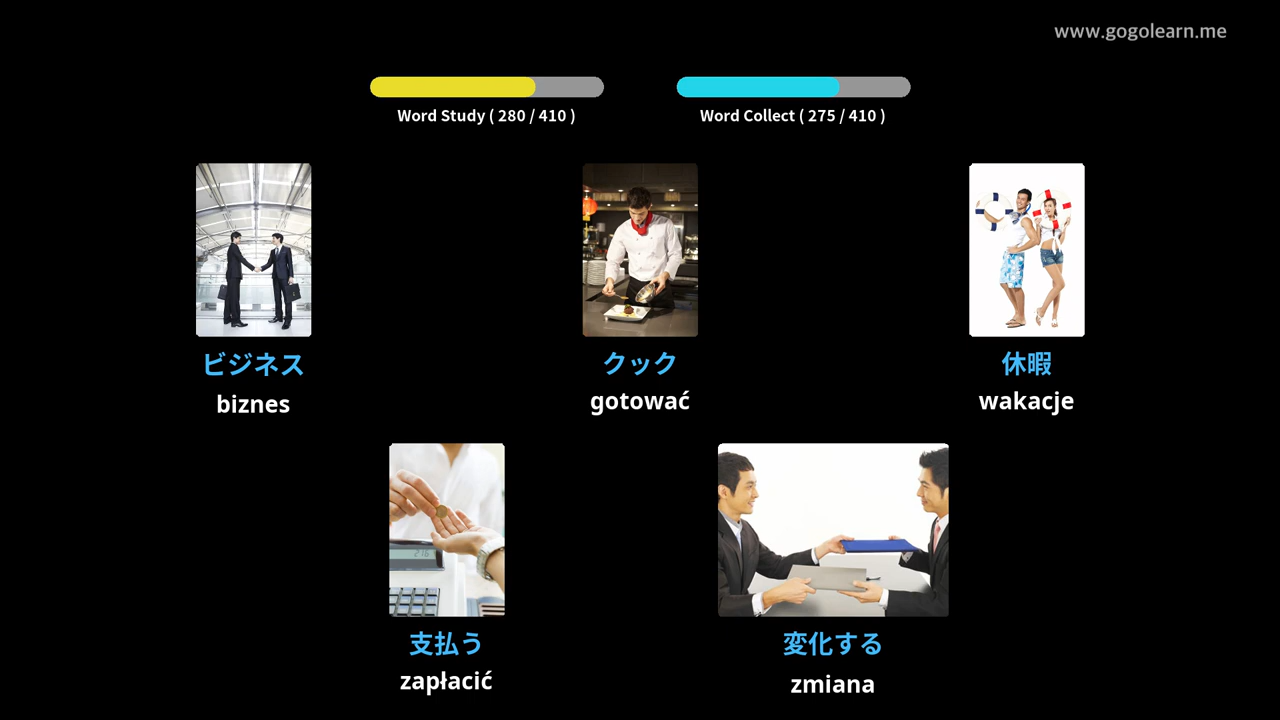 www.gogolearn.me
Word Study ( 280 / 410 )
Word Collect ( 275 / 410 )
ビジネス
biznes
クック
gotować
休暇
wakacje
支払う
zapłacić
変化する
zmiana